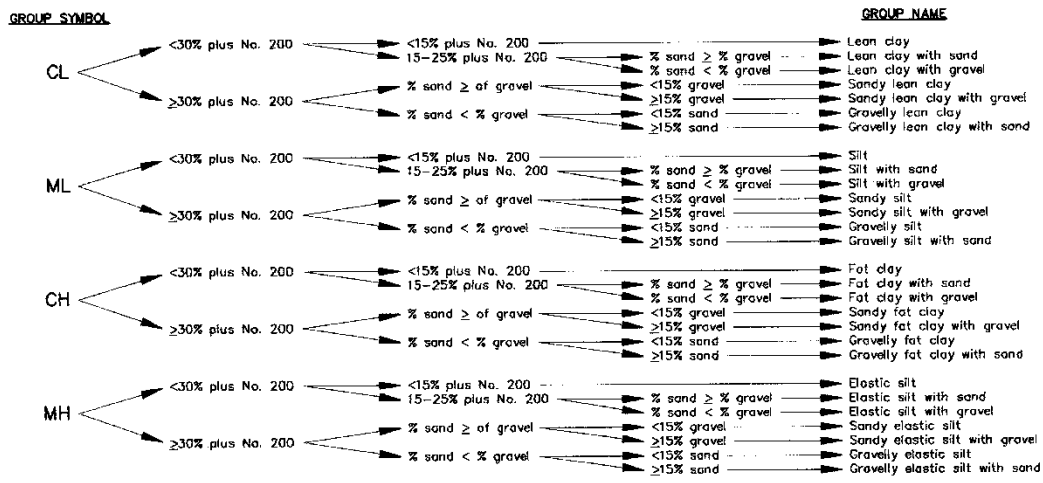 GROUP SYMBOL GROUP NAME
<30% plus No. 200 <15% plus No. 200 Lean clay
15-25% plus No. 200 % sand ≥ % gravel Lean clay with sand
% sand < % gravel Lean clay with gravel
CL
≥30% plus No. 200 % sand ≥ of gravel <15% gravel Sandy lean clay
≥15% gravel Sandy lean clay with gravel
% sand < % gravel <15% sand Gravelly lean clay
≥15% sand Gravelly lean clay with sand
<30% plus No. 200 <15% plus No. 200 Silt
15-25% plus No. 200 % sand ≥ % gravel Silt with sand
% sand < % gravel Silt with gravel
ML
≥30% plus No. 200 % sand ≥ of gravel <15% gravel Sandy silt
≥15% gravel Sandy silt with gravel
% sand < % gravel <15% sand Gravelly silt
≥15% sand Gravelly silt with sand
<30% plus No. 200 <15% plus No. 200 Fat clay
15-25% plus No. 200 % sand ≥ % gravel Fat clay with sand
% sand < % gravel Fat clay with gravel
CH
≥30% plus No. 200 % sand ≥ of gravel <15% gravel Sandy fat clay
≥15% gravel Sandy fat clay with gravel
% sand < % gravel <15% sand Gravelly fat clay
≥15% sand Gravelly fat clay with sand
<30% plus No. 200 <15% plus No. 200 Elastic silt
15-25% plus No. 200 % sand ≥ % gravel Elastic silt with sand
% sand < % gravel Elastic silt with gravel
MH
≥30% plus No. 200 % sand ≥ of gravel <15% gravel Sandy elastic silt
≥15% gravel Sandy elastic silt with gravel
% sand < % gravel <15% sand Gravelly elastic silt
≥15% sand Gravelly elastic silt with sand